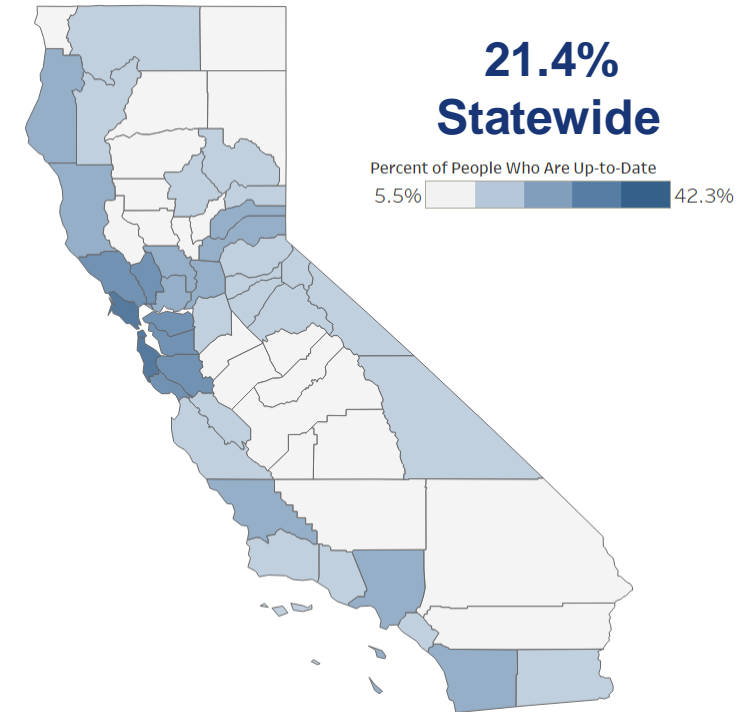 21.4%
Statewide
Percent of People Who Are Up-to-Date
5.5% 42.3%